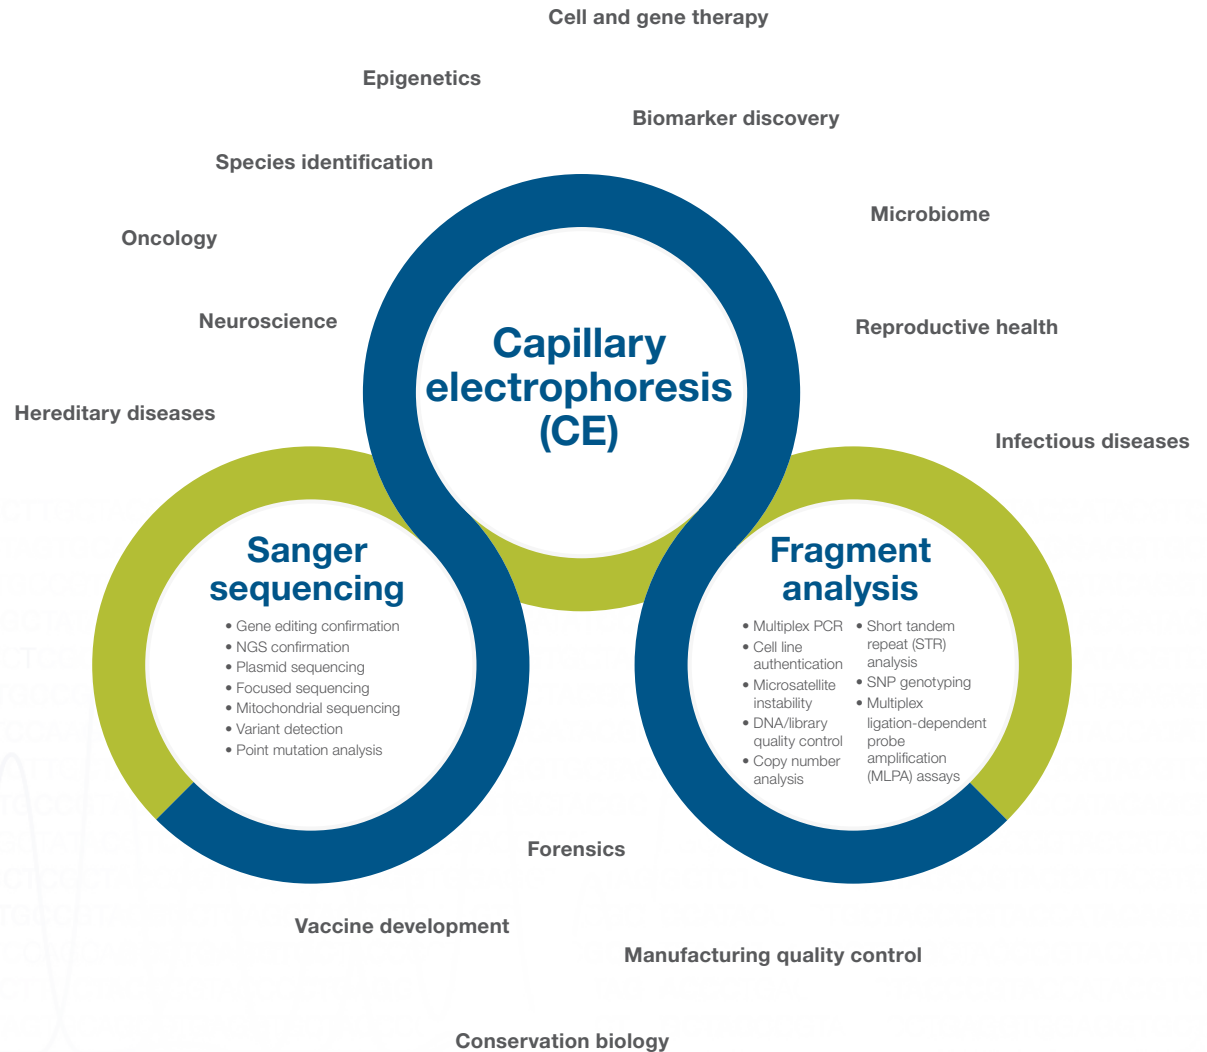 Cell and gene therapy
Epigenetics
Biomarker discovery
Species identification
Microbiome
Oncology
Neuroscience
Reproductive health
Capillary
electrophoresis
(CE)
Hereditary diseases
Infectious diseases
Sanger
sequencing
• Gene editing confirmation
• NGS confirmation
• Plasmid sequencing
• Focused sequencing
• Mitochondrial sequencing
• Variant detection
• Point mutation analysis
Fragment
analysis
• Multiplex PCR
• Cell line
authentication
• Microsatellite
instability
• DNA/library
quality control
• Copy number
analysis
• Short tandem
repeat (STR)
analysis
• SNP genotyping
• Multiplex
ligation-dependent
probe
amplification
(MLPA) assays
Forensics
Vaccine development
Manufacturing quality control
Conservation biology